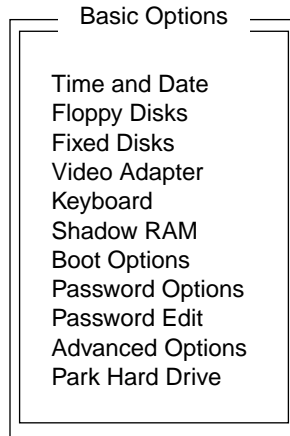 Basic Options
Time and Date
Floppy Disks
Fixed Disks
Video Adapter
Keyboard
Shadow RAM
Boot Options
Password Options
Password Edit
Advanced Options
Park Hard Drive